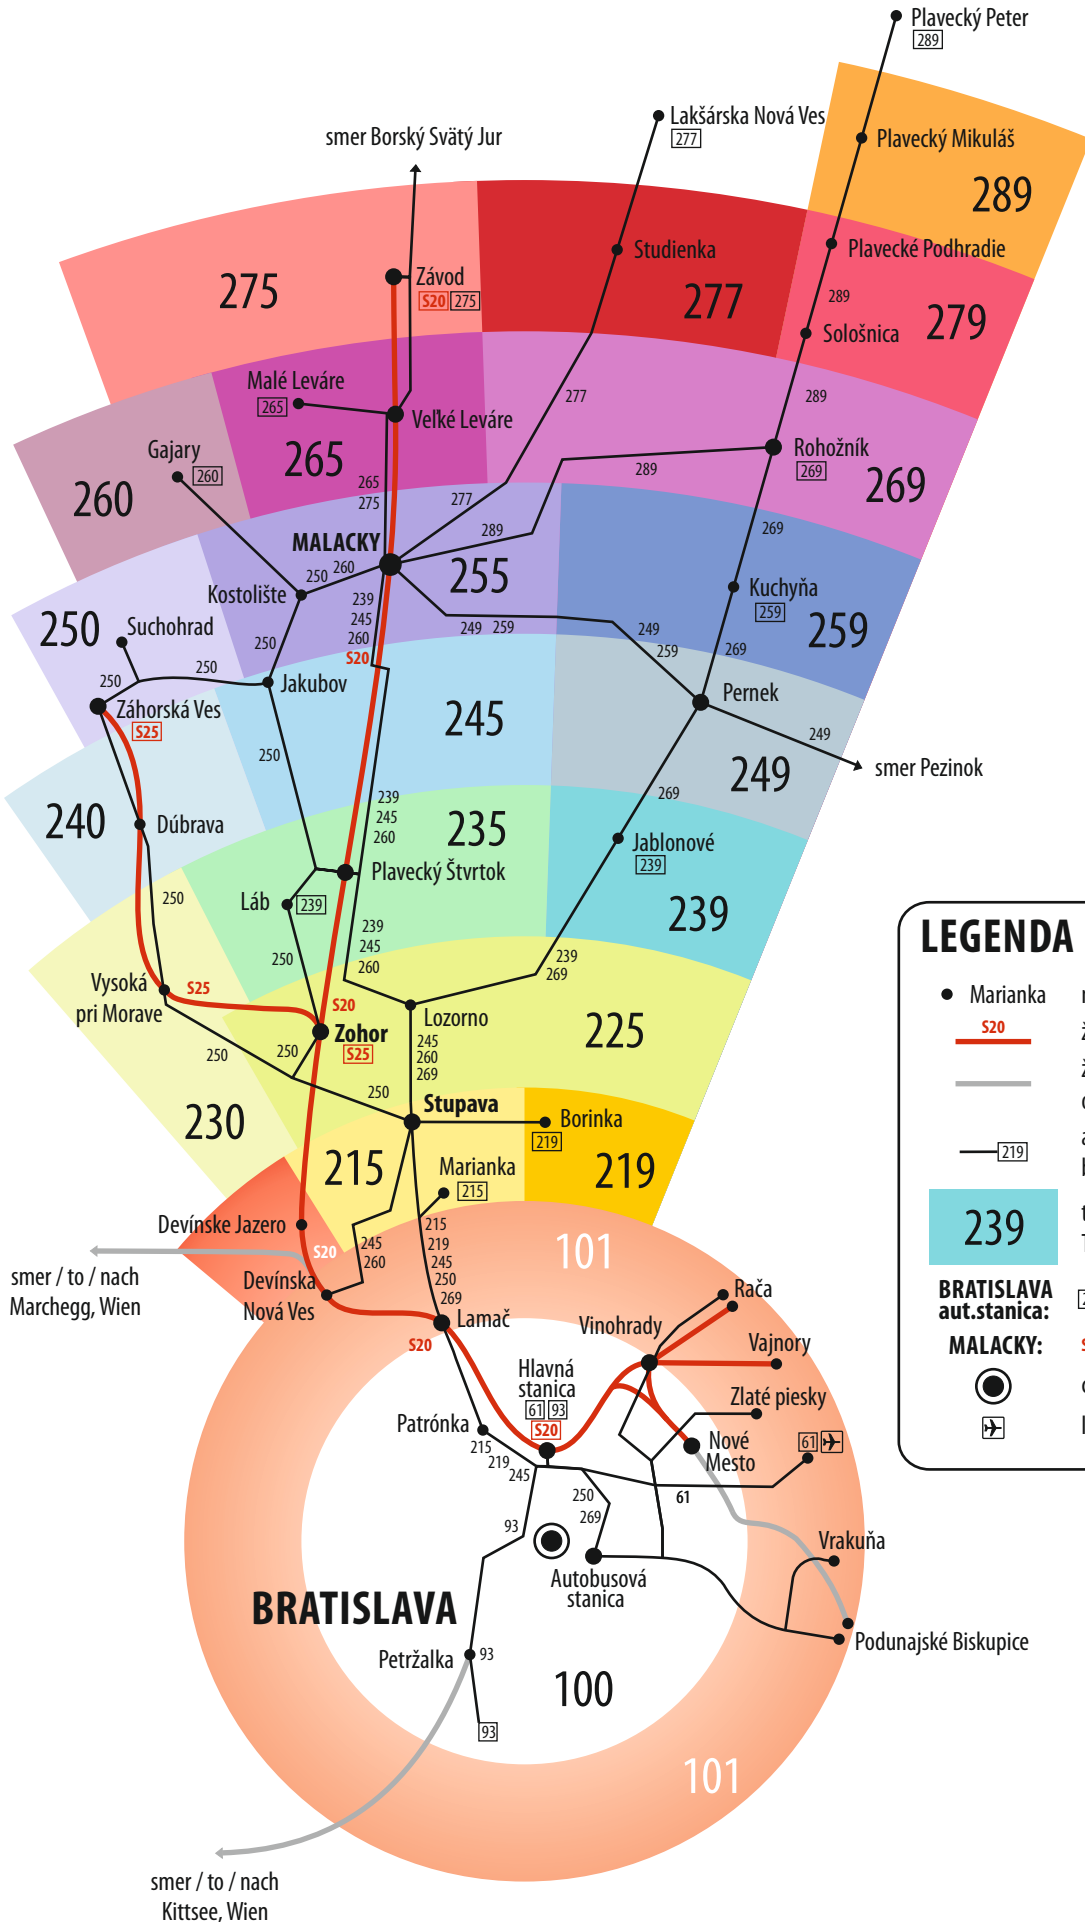 Plavecký Peter
289
Plavecký Mikuláš
289
Lakšárska Nová Ves
277
smer Borský Svätý Jur
Studienka
Plavecké Podhradie
275
Závod
S20 275
277
289
279
Sološnica
Malé Leváre
265
Veľké Leváre
277
289
Gajary
260
265
Rohožník
269
289
260
269
265
275
277
289
269
MALACKY
250 260
255
Kostolište
Kuchyňa
259
259
239
245
260
S20
249 259
249
259
269
250
Suchohrad
250
250
250
Jakubov
Záhorská Ves
S25
Pernek
245
249
smer Pezinok
250
249
269
240
Dúbrava
239
245
260
235
Jablonové
239
Plavecký Štvrtok
250
Láb
239
239
239
245
260
250
239
269
Vysoká
pri Morave
S25
S20
Lozorno
225
Zohor
S25
245
260
269
250
250
250
Stupava
230
Borinka
219
215
Marianka
215
219
Devínske Jazero
215
219
245
250
269
101
S20
245
260
smer / to / nach
Marchegg, Wien
Devínska
Nová Ves
Rača
Lamač
Vinohrady
S20
Vajnory
Hlavná
stanica
61 93
S20
Zlaté piesky
Patrónka
Nové
Mesto
61
215
219
245
250
269
61
93
Vrakuňa
Autobusová
stanica
BRATISLAVA
Petržalka
93
Podunajské Biskupice
100
93
101
smer / to / nach
Kittsee, Wien
LEGENDA
Marianka
S20
219
239
BRATISLAVA
aut.stanica:
MALACKY: